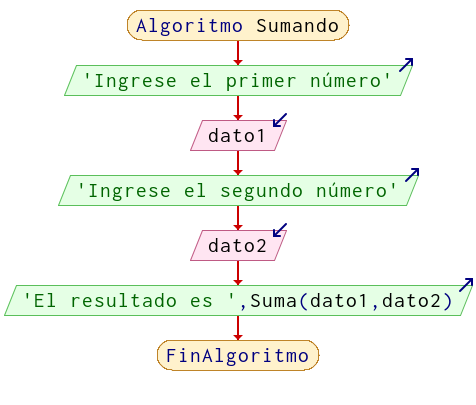 Algoritmo Sumando
'Ingrese el primer número'
dato1
'Ingrese el segundo número'
dato2
'El resultado es ',Suma(dato1,dato2)
FinAlgoritmo